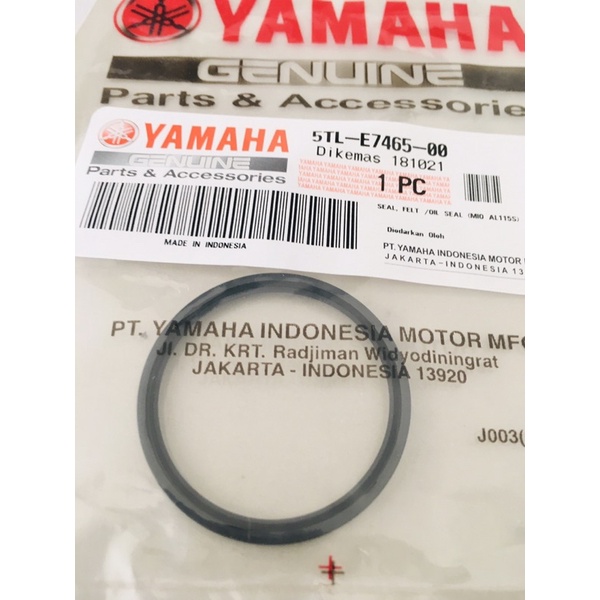 YAMAHA
GENUINE
Parts & Accessories
YAMAHA
GENUINE
Parts & Accessories
MADE IN INDONESIA
5TL-E7465-00
Dikemas 181021
1 PC
SEAL, FELT /OIL SEAL (MIO AL115S)
Diedarkan Oleh
PT. YAMAHA INDONESIA MOTOR
JAKARTA-INDONESIA 13
PT. YAMAHA INDONESIA MOTOR MFG
Jl. DR. KRT. Radjiman Widyodiningrat
JAKARTA - INDONESIA 13920
J003(